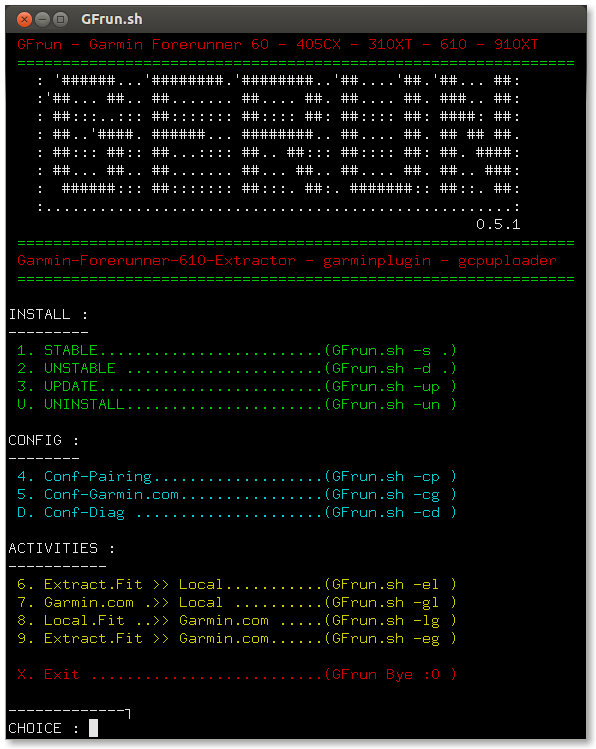 GFrun.sh
GFrun - Garmin Forerunner 60 - 405CX - 310XT - 610 - 910XT
==============================================================
: '######...'########.'########..'##....'##.'##... ##:
:'##... ##.. ##....... ##.... ##. ##.... ##. ###.. ##:
: ##:::..::: ##::::::: ##:::: ##: ##:::: ##: ####: ##:
: ##..'####. ######... ########.. ##.... ##. ## ## ##.
: ##::: ##:: ##...:::: ##.. ##::: ##:::: ##: ##. ####:
: ##... ##.. ##....... ##... ##.. ##.... ##. ##.. ###:
:  ######::: ##::::::: ##:::. ##:. #######:: ##::. ##:
:....................................................:
0.5.1
==============================================================
Garmin-Forerunner-610-Extractor - garminplugin - gcpuploader
==============================================================
INSTALL :
---------
1. STABLE.........................(GFrun.sh -s .)
2. UNSTABLE ......................(GFrun.sh -d .)
3. UPDATE.........................(GFrun.sh -up )
U. UNINSTALL......................(GFrun.sh -un )
CONFIG :
--------
4. Conf-Pairing...................(GFrun.sh -cp )
5. Conf-Garmin.com................(GFrun.sh -cg )
D. Conf-Diag .....................(GFrun.sh -cd )
ACTIVITIES :
-----------
6. Extract.Fit >> Local...........(GFrun.sh -el )
7. Garmin.com .>> Local ..........(GFrun.sh -gl )
8. Local.Fit ..>> Garmin.com .....(GFrun.sh -lg )
9. Extract.Fit >> Garmin.com......(GFrun.sh -eg )
X. Exit ..........................(GFrun Bye :O )
-------------┐
CHOICE :